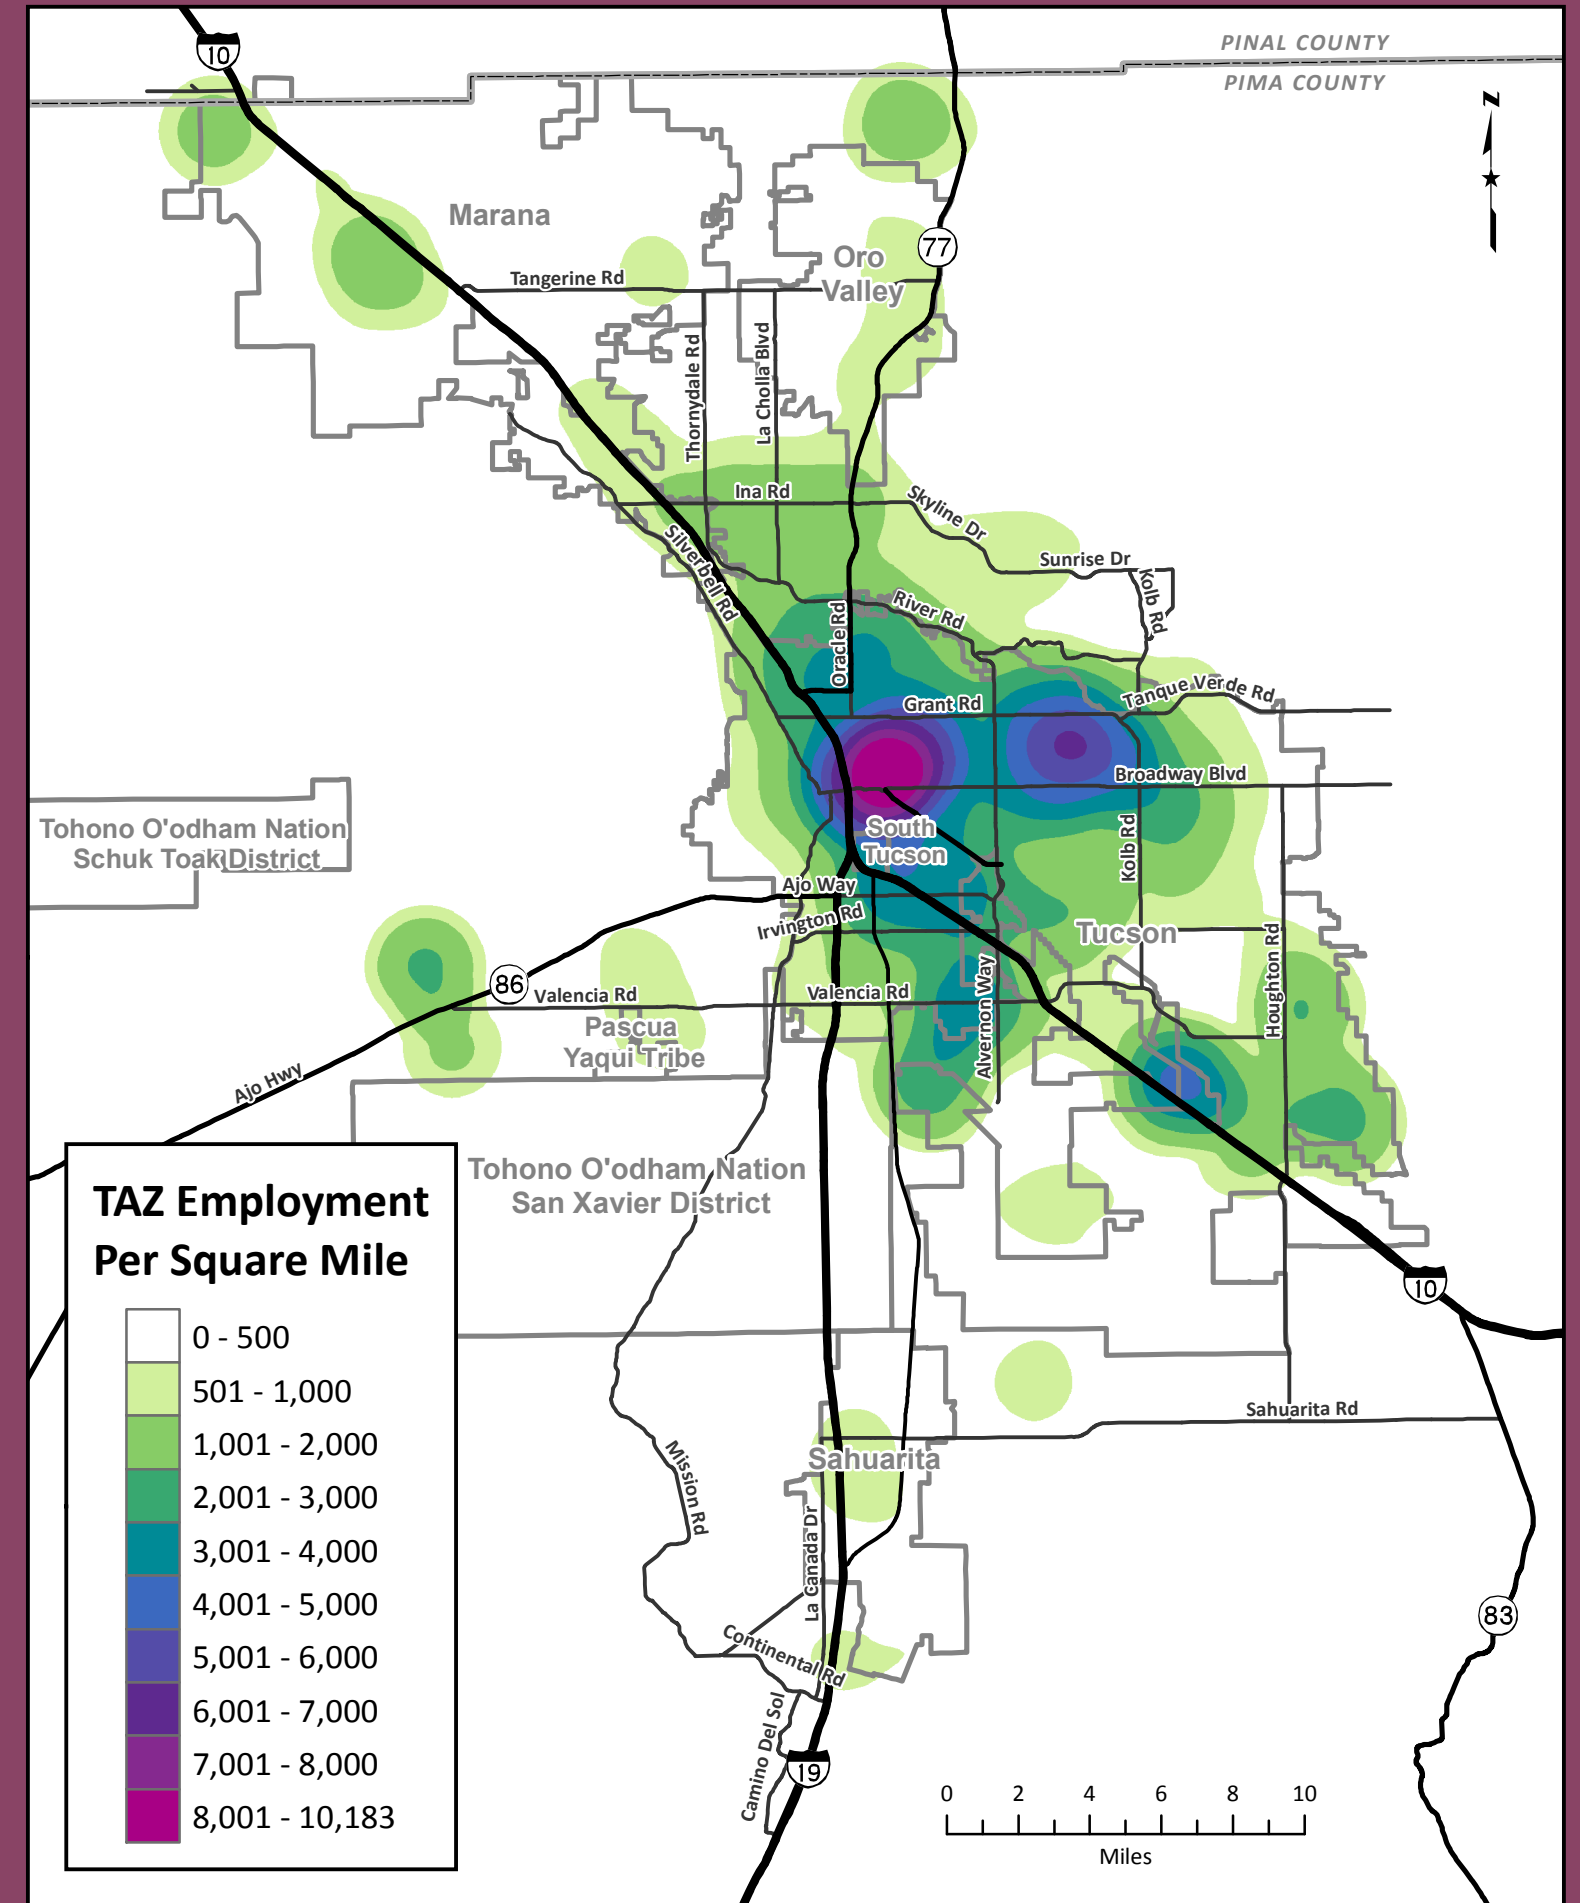 PINAL COUNTY
PIMA COUNTY
10
N
77
Marana
Oro
Valley
Tangerine Rd
Thornydale Rd
La Cholla Blvd
Ina Rd
Skyline Dr
Sunrise Dr
Kolb Rd
Silverbell Rd
River Rd
Oracle Rd
Grant Rd
Tanque Verde Rd
Broadway Blvd
Tohono O'odham Nation
Schuk Toak District
South
Tucson
Kolb Rd
Ajo Way
Irvington Rd
Tucson
Houghton Rd
86
Valencia Rd
Valencia Rd
Alvernon Way
Pascua
Yaqui Tribe
Ajo Hwy
Tohono O'odham Nation
San Xavier District
TAZ Employment
Per Square Mile
0 - 500
501 - 1,000
1,001 - 2,000
2,001 - 3,000
3,001 - 4,000
4,001 - 5,000
5,001 - 6,000
6,001 - 7,000
7,001 - 8,000
8,001 - 10,183
10
Sahuarita Rd
Sahuarita
Mission Rd
La Canada Dr
Continental Rd
83
Camino Del Sol
19
0 2 4 6 8 10
Miles